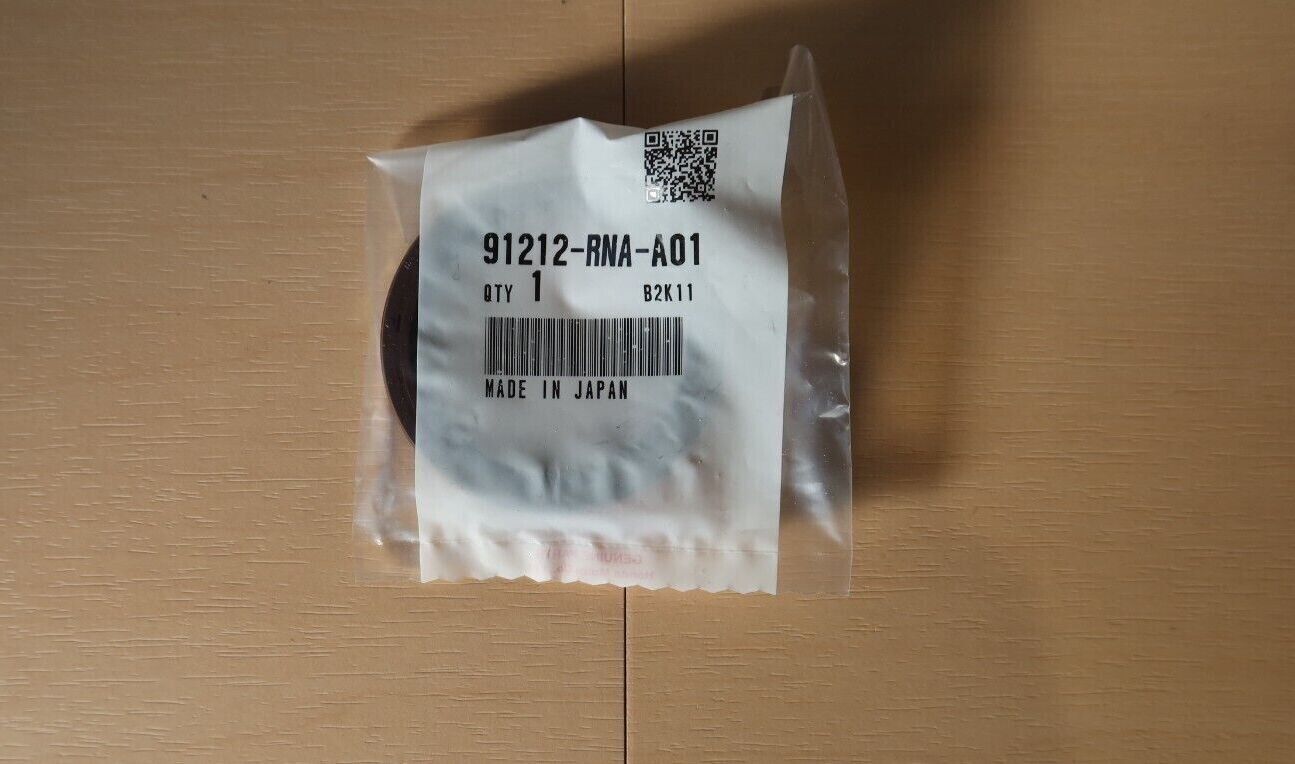 91212-RNA-A01
QTY 1 B2K11
MADE IN JAPAN